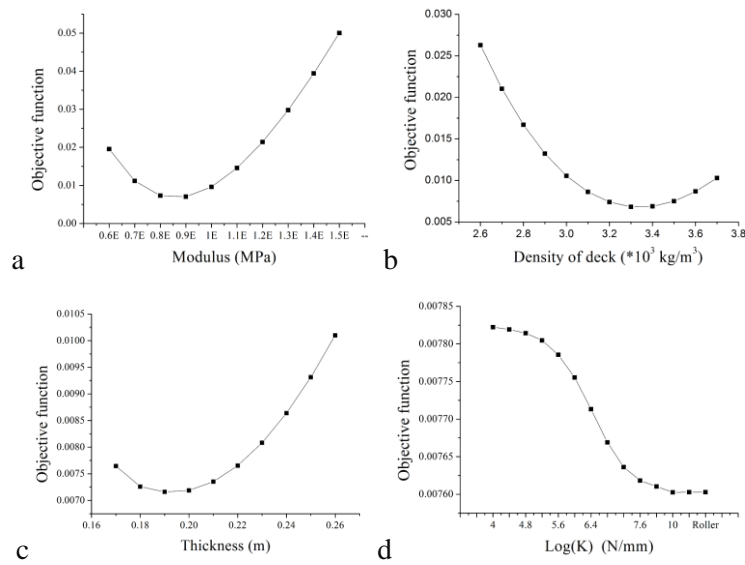 Objective function
0.05
0.04
0.03
0.02
0.01
0.00
0.6E 0.7E 0.8E 0.9E 1E 1.1E 1.2E 1.3E 1.4E 1.5E --
Modulus (MPa)
a
Objective function
0.030
0.025
0.020
0.015
0.010
0.005
2.6 2.8 3.0 3.2 3.4 3.6 3.8
Density of deck (*10³ kg/m³)
b
Objective function
0.0105
0.0100
0.0095
0.0090
0.0085
0.0080
0.0075
0.0070
0.16 0.18 0.20 0.22 0.24 0.26
Thickness (m)
c
Objective function
0.00785
0.00780
0.00775
0.00770
0.00765
0.00760
4 4.8 5.6 6.4 7.6 10 Roller
Log(K) (N/mm)
d